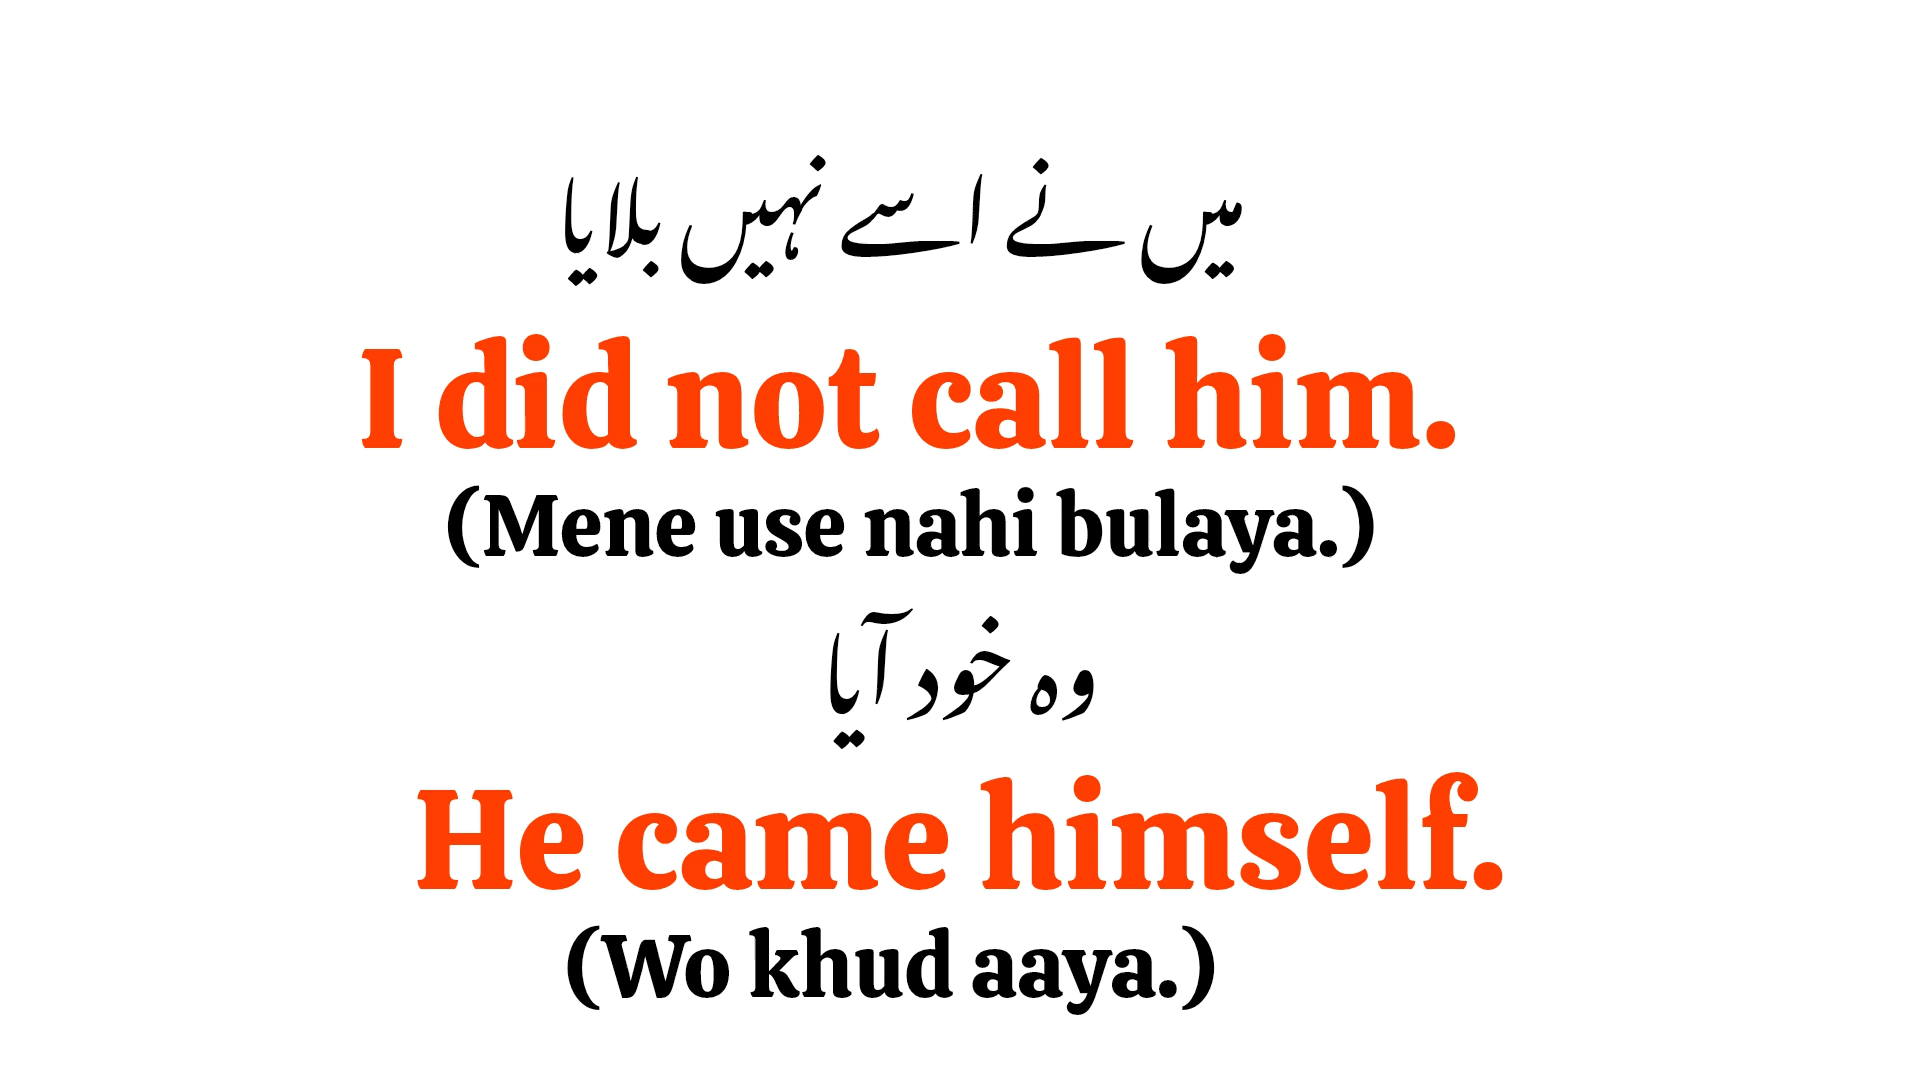 میں نے اسے نہیں بلایا
I did not call him.
(Mene use nahi bulaya.)
وہ خود آیا
He came himself.
(Wo khud aaya.)